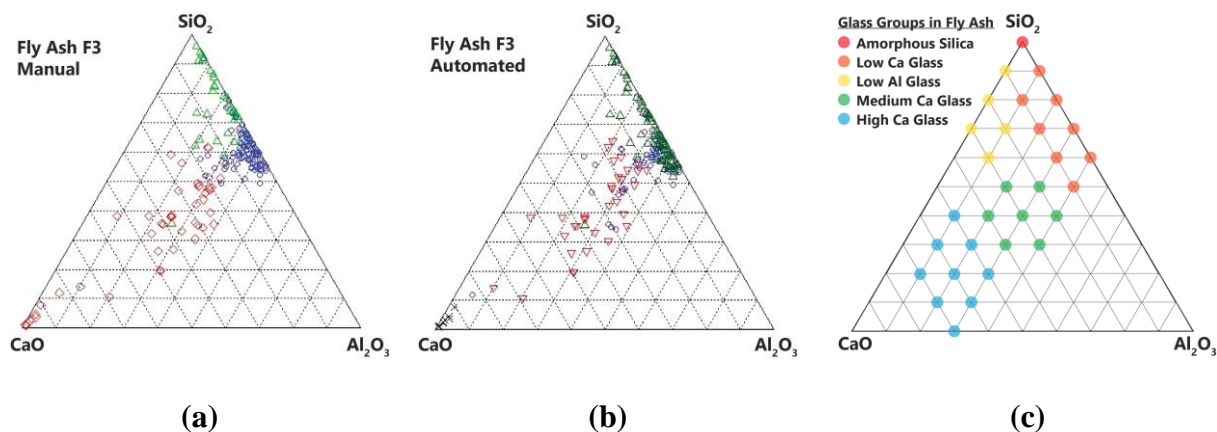 Fly Ash F3
Manual
SiO₂
CaO
Al₂O₃
(a)
Fly Ash F3
Automated
SiO₂
CaO
Al₂O₃
(b)
Glass Groups in Fly Ash
Amorphous Silica
Low Ca Glass
Low Al Glass
Medium Ca Glass
High Ca Glass
SiO₂
CaO
Al₂O₃
(c)